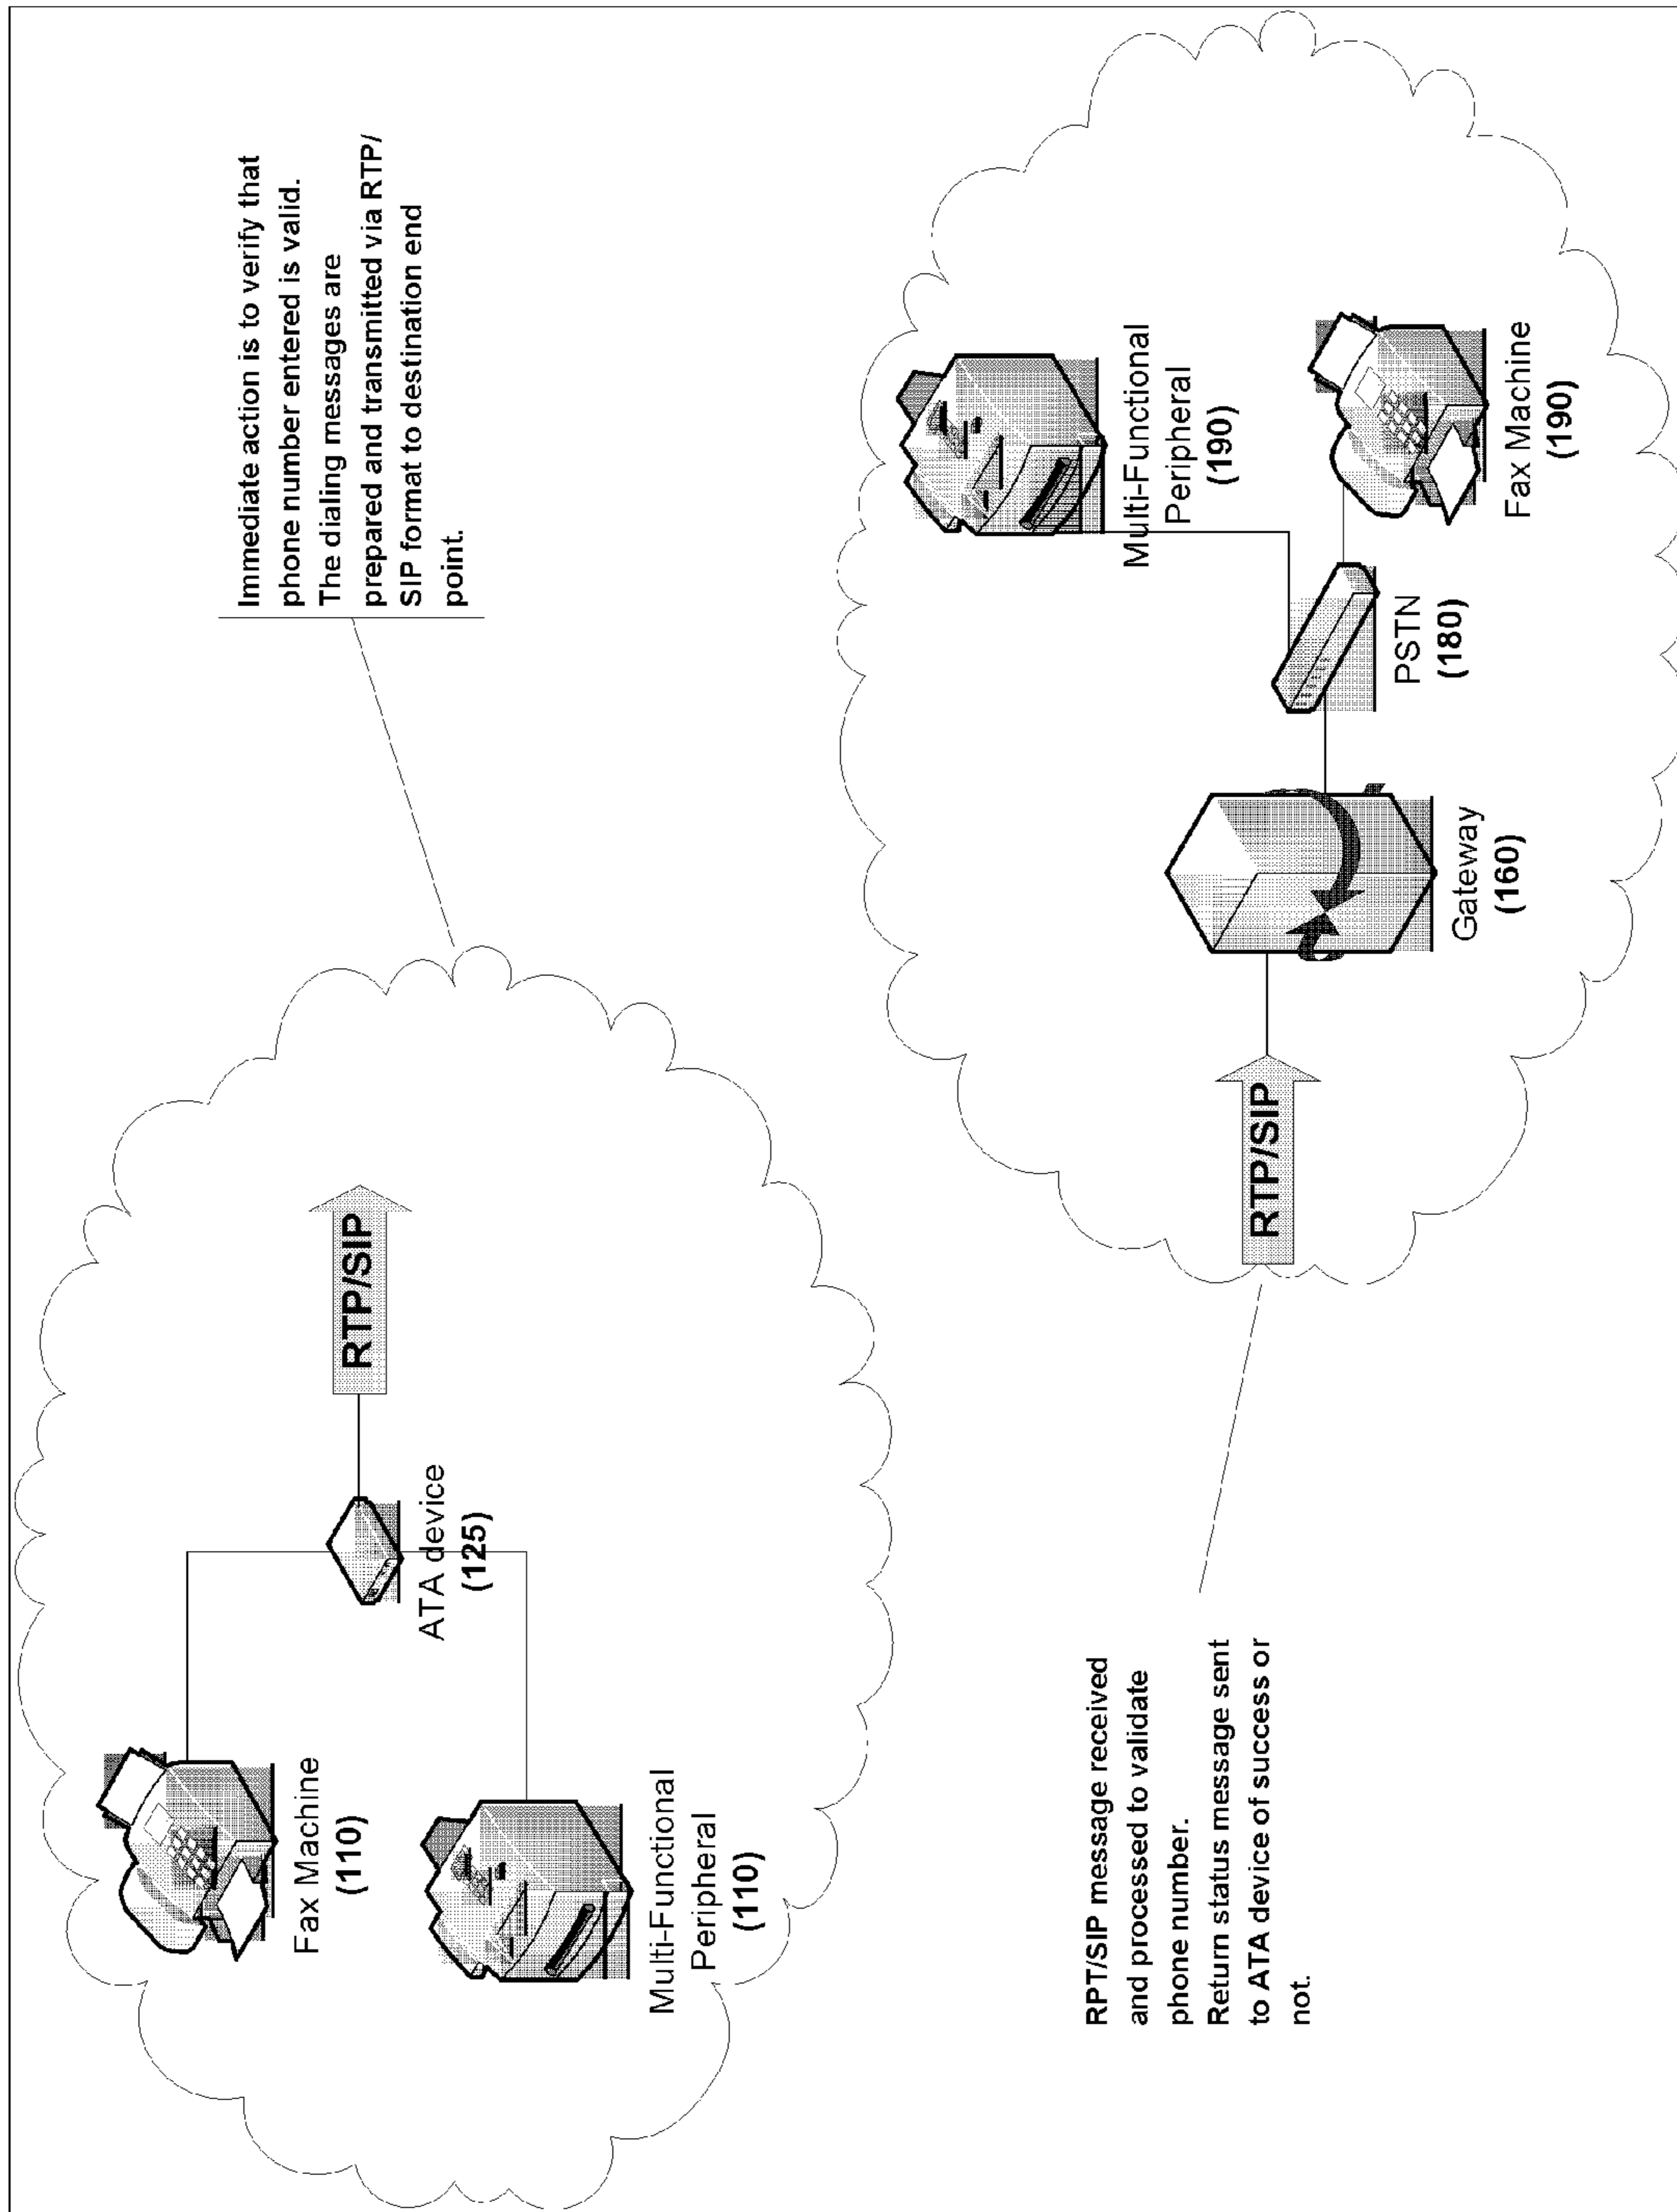 Fax Machine
(110)
Multi-Functional
Peripheral
(110)
ATA device
(125)
RTP/SIP
Immediate action is to verify that
phone number entered is valid.
The dialing messages are
prepared and transmitted via RTP/
SIP format to destination end
point.
RPT/SIP message received
and processed to validate
phone number.
Return status message sent
to ATA device of success or
not.
RTP/SIP
Gateway
(160)
PSTN
(180)
Multi-Functional
Peripheral
(190)
Fax Machine
(190)